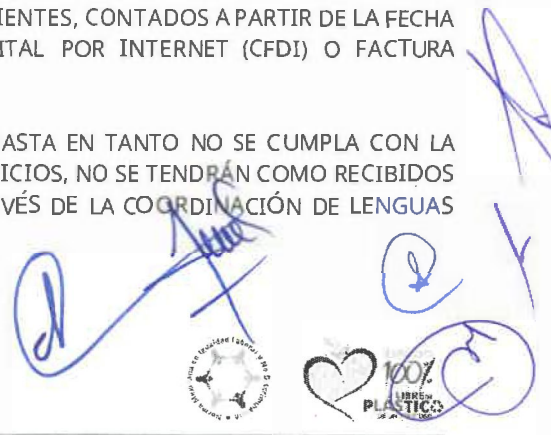 IENTES, CONTADOS A PARTIR DE LA FECHA
ITAL POR INTERNET (CFDI) O FACTURA
ASTA EN TANTO NO SE CUMPLA CON LA
ICIOS, NO SE TENDRÁN COMO RECIBIDOS
VÉS DE LA COORDINACIÓN DE LENGUAS
100%
LIBRE DE
PLÁSTICO